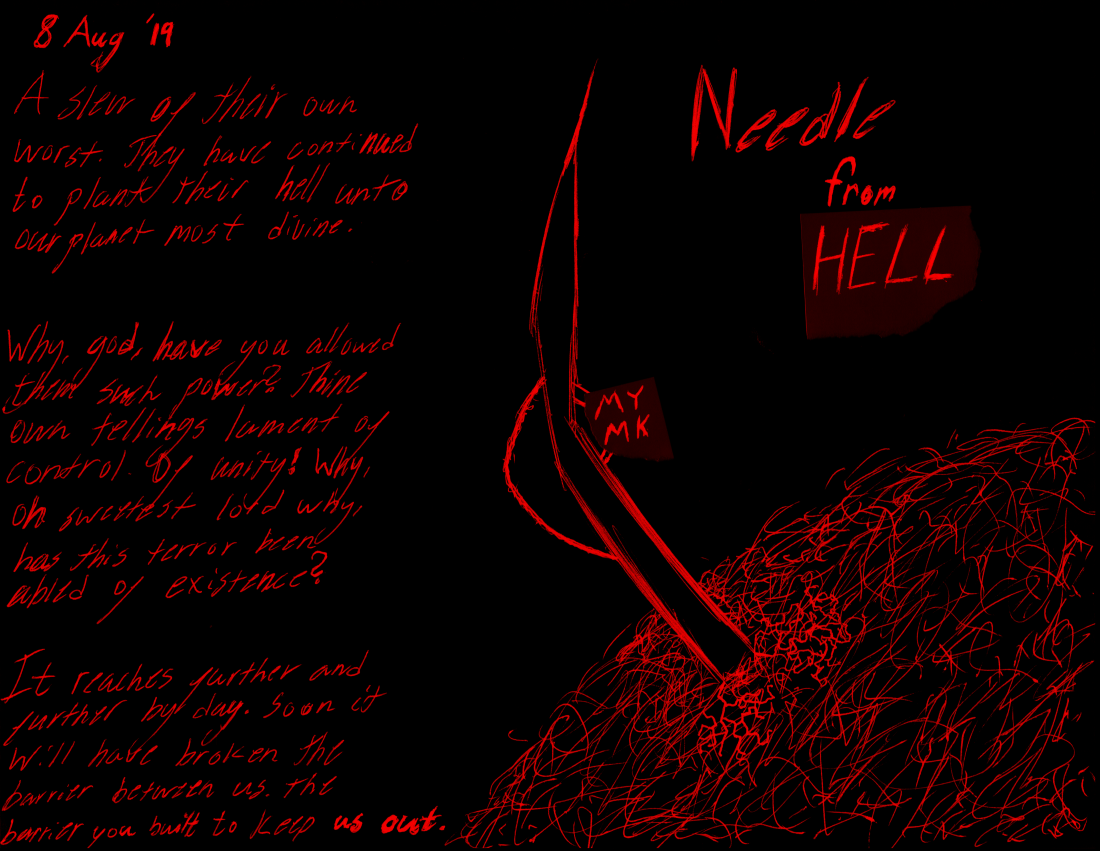 8 Aug '19
A slew of their own
worst. They have continued
to plant their hell unto
our planet most divine.
Why, god, have you allowed
them such power? Thine
own tellings lument of
control. Of unity! Why,
oh sweetest lord why,
has this terror been
abled of existence?
It reaches further and
further by day. Soon it
will have broken the
barrier between us. the
barrier you built to keep us out.
Needle
from
HELL
MY
MK